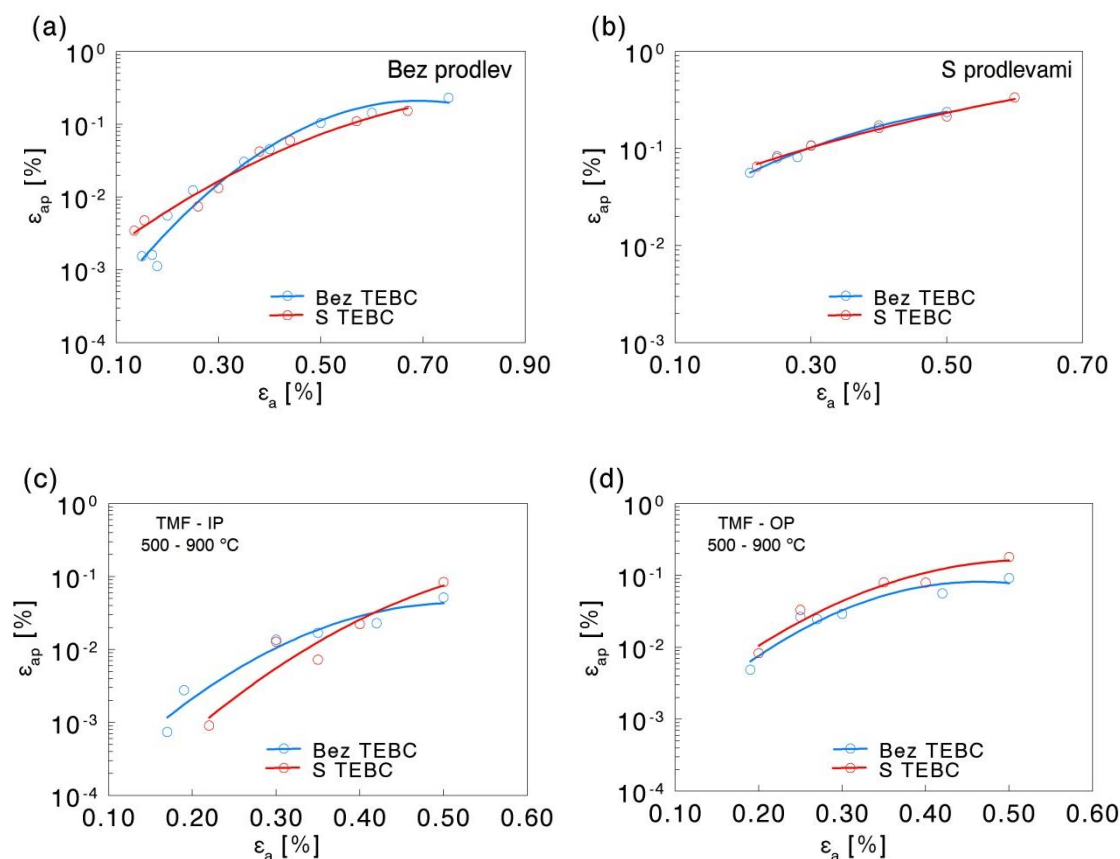 (a)
Bez prodlev
10^0
10^-1
10^-2
10^-3
10^-4
ε_ap [%]
Bez TEBC
S TEBC
0.10 0.30 0.50 0.70 0.90
ε_a [%]
(b)
S prodlevami
10^0
10^-1
10^-2
10^-3
ε_ap [%]
Bez TEBC
S TEBC
0.10 0.30 0.50 0.70
ε_a [%]
(c)
TMF - IP
500 - 900 °C
10^0
10^-1
10^-2
10^-3
10^-4
ε_ap [%]
Bez TEBC
S TEBC
0.10 0.20 0.30 0.40 0.50 0.60
ε_a [%]
(d)
TMF - OP
500 - 900 °C
10^0
10^-1
10^-2
10^-3
10^-4
ε_ap [%]
Bez TEBC
S TEBC
0.10 0.20 0.30 0.40 0.50 0.60
ε_a [%]